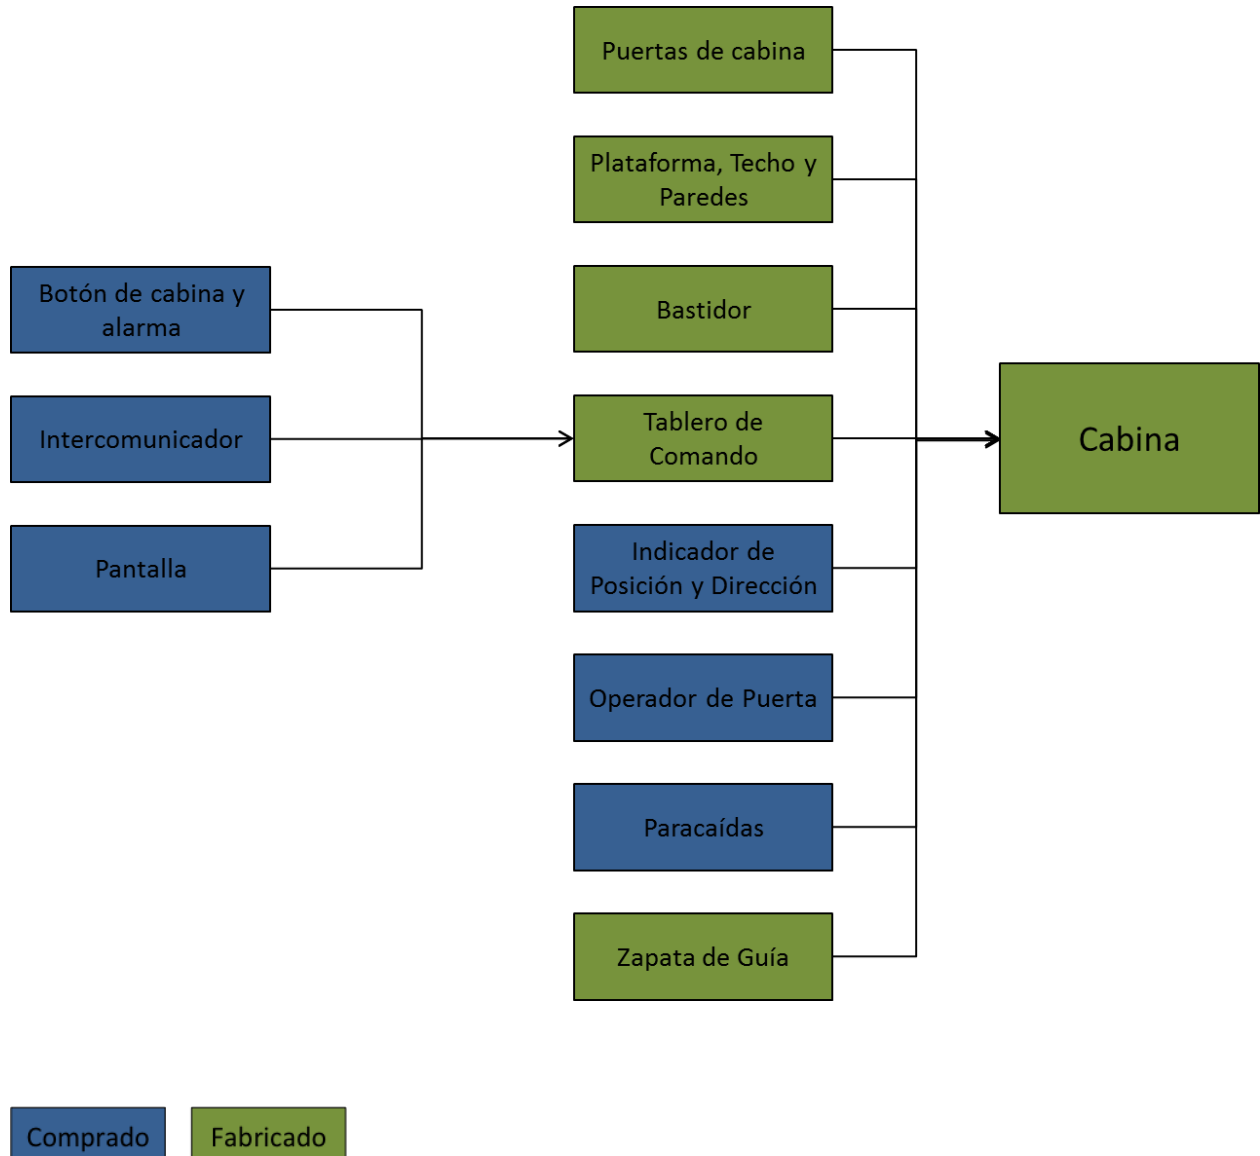 Puertas de cabina
Plataforma, Techo y
Paredes
Botón de cabina y
alarma
Bastidor
Intercomunicador
Tablero de
Comando
Cabina
Pantalla
Indicador de
Posición y Dirección
Operador de Puerta
Paracaídas
Zapata de Guía
Comprado
Fabricado